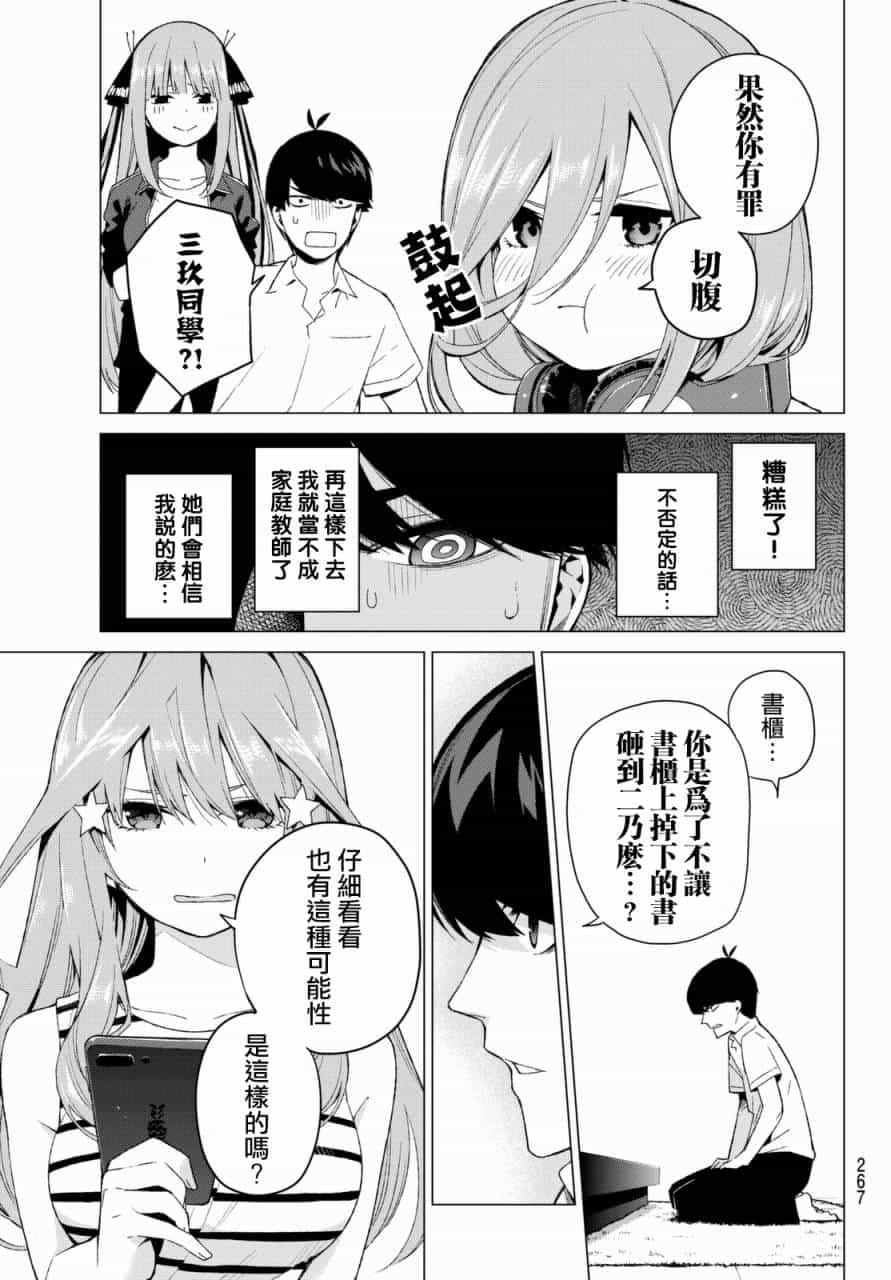 果然你有罪
切腹
鼓起
三玖同學?!
糟糕了!
不否定的話…
再這樣下去
我就當不成
家庭教師了
她們會相信
我説的麽…
書櫃…
你是爲了不讓
書櫃上掉下的書
砸到二乃麽…?
仔細看看
也有這種可能性
是這樣的嗎?
267